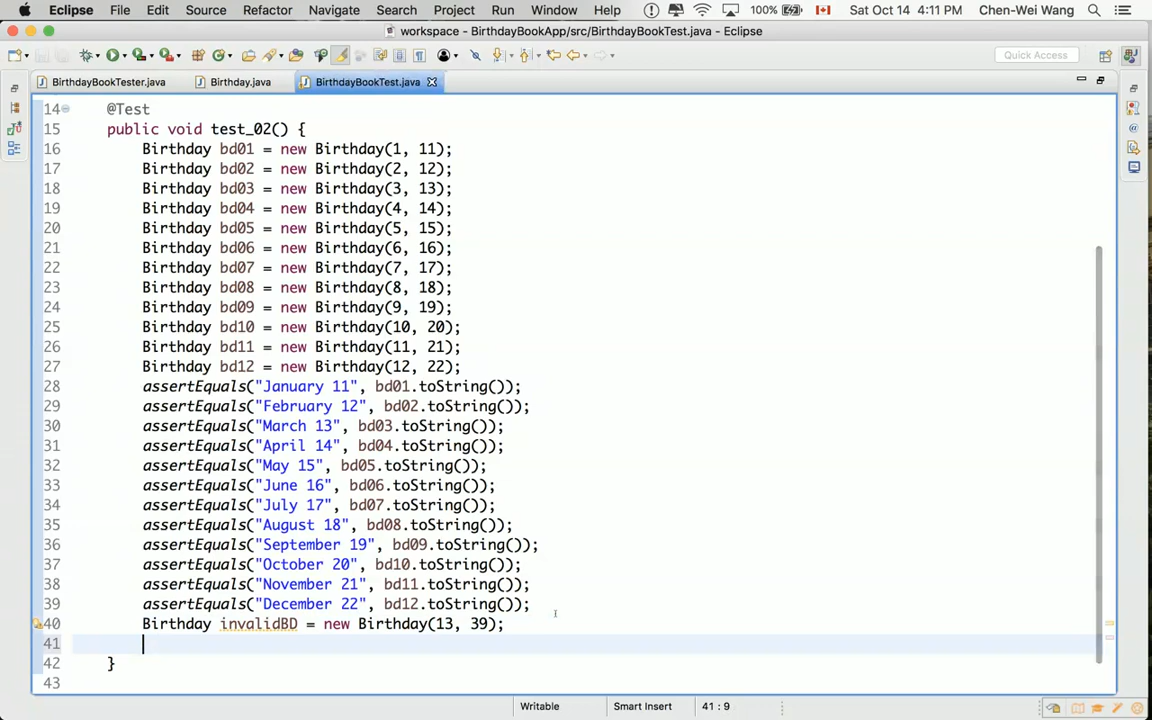 Eclipse File Edit Source Refactor Navigate Search Project Run Window Help 100% Sat Oct 14 4:11 PM Chen-Wei Wang
workspace - BirthdayBookApp/src/BirthdayBookTest.java - Eclipse
Quick Access
BirthdayBookTester.java Birthday.java BirthdayBookTest.java
14 @Test
15 public void test_02() {
16 Birthday bd01 = new Birthday(1, 11);
17 Birthday bd02 = new Birthday(2, 12);
18 Birthday bd03 = new Birthday(3, 13);
19 Birthday bd04 = new Birthday(4, 14);
20 Birthday bd05 = new Birthday(5, 15);
21 Birthday bd06 = new Birthday(6, 16);
22 Birthday bd07 = new Birthday(7, 17);
23 Birthday bd08 = new Birthday(8, 18);
24 Birthday bd09 = new Birthday(9, 19);
25 Birthday bd10 = new Birthday(10, 20);
26 Birthday bd11 = new Birthday(11, 21);
27 Birthday bd12 = new Birthday(12, 22);
28 assertEquals("January 11", bd01.toString());
29 assertEquals("February 12", bd02.toString());
30 assertEquals("March 13", bd03.toString());
31 assertEquals("April 14", bd04.toString());
32 assertEquals("May 15", bd05.toString());
33 assertEquals("June 16", bd06.toString());
34 assertEquals("July 17", bd07.toString());
35 assertEquals("August 18", bd08.toString());
36 assertEquals("September 19", bd09.toString());
37 assertEquals("October 20", bd10.toString());
38 assertEquals("November 21", bd11.toString());
39 assertEquals("December 22", bd12.toString());
40 Birthday invalidBD = new Birthday(13, 39);
41
42 }
43
Writable Smart Insert 41 : 9